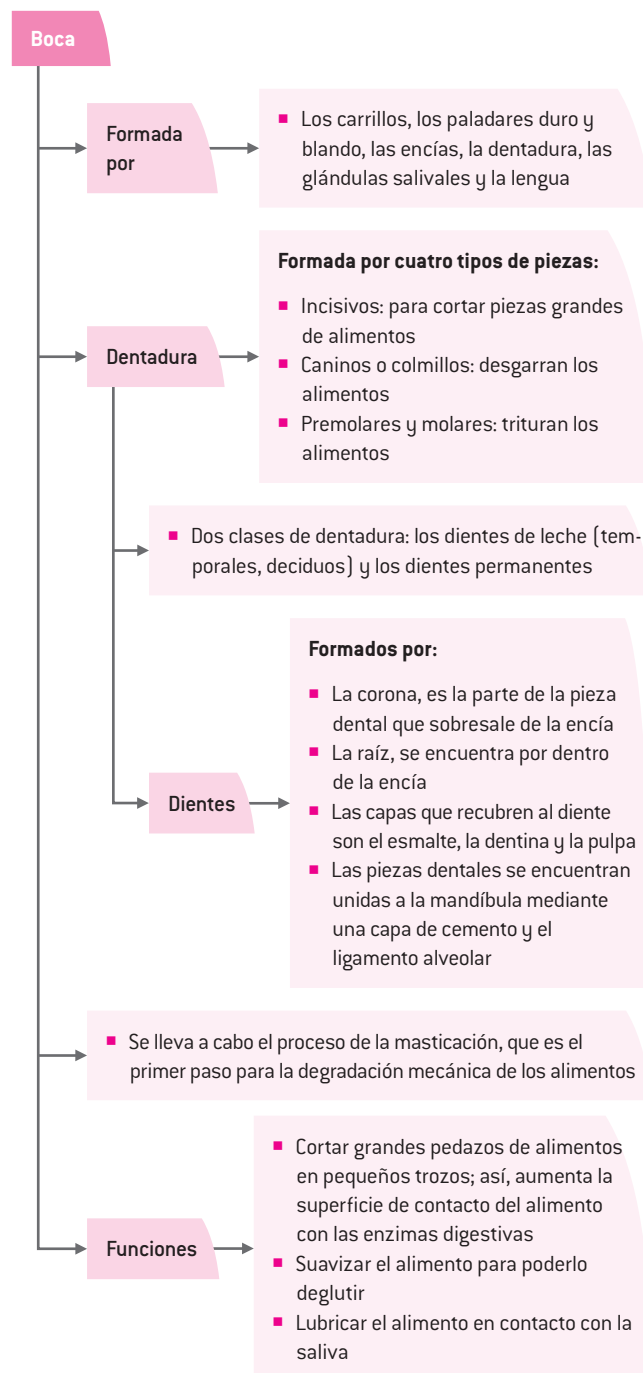 Boca
Formada
por
Los carrillos, los paladares duro y
blando, las encías, la dentadura, las
glándulas salivales y la lengua
Dentadura
Formada por cuatro tipos de piezas:
Incisivos: para cortar piezas grandes
de alimentos
Caninos o colmillos: desgarran los
alimentos
Premolares y molares: trituran los
alimentos
Dos clases de dentadura: los dientes de leche (tem-
porales, deciduos) y los dientes permanentes
Dientes
Formados por:
La corona, es la parte de la pieza
dental que sobresale de la encía
La raíz, se encuentra por dentro
de la encía
Las capas que recubren al diente
son el esmalte, la dentina y la pulpa
Las piezas dentales se encuentran
unidas a la mandíbula mediante
una capa de cemento y el
ligamento alveolar
Se lleva a cabo el proceso de la masticación, que es el
primer paso para la degradación mecánica de los alimentos
Funciones
Cortar grandes pedazos de alimentos
en pequeños trozos; así, aumenta la
superficie de contacto del alimento
con las enzimas digestivas
Suavizar el alimento para poderlo
deglutir
Lubricar el alimento en contacto con la
saliva